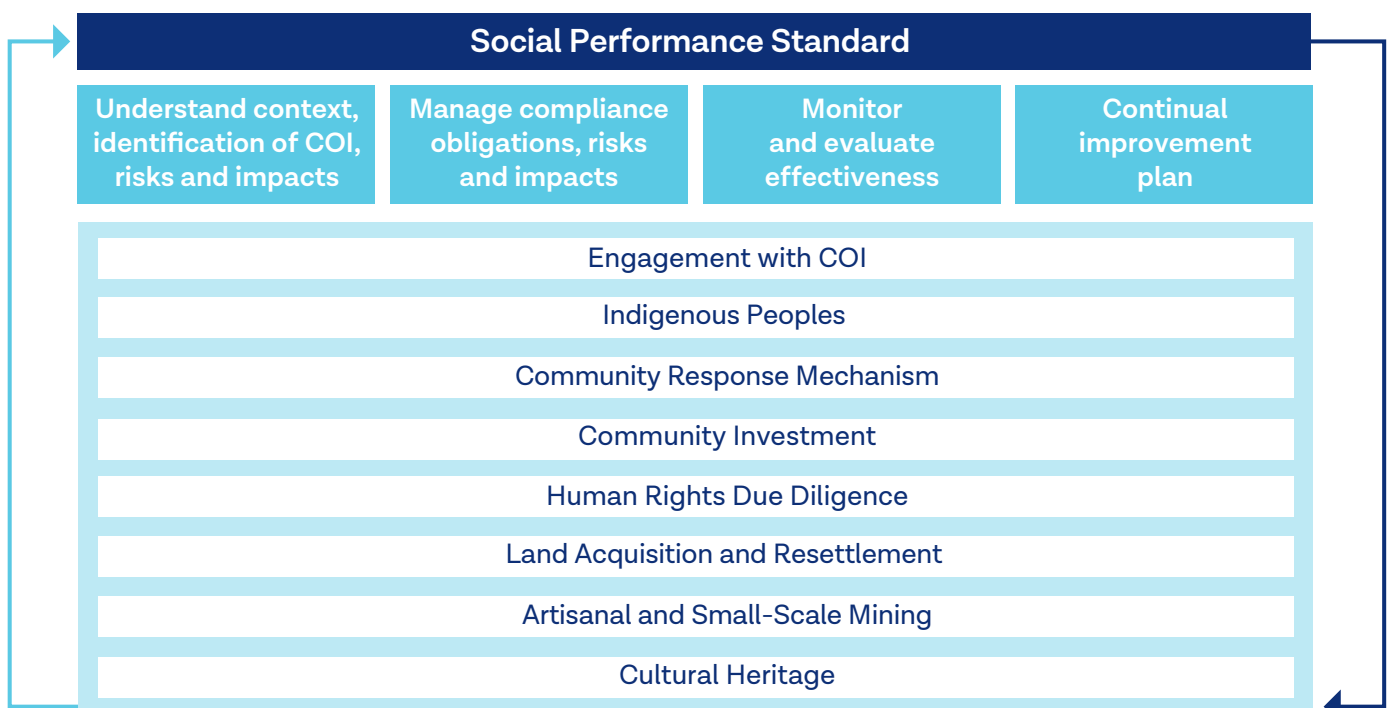 Social Performance Standard
Understand context,
identification of COI,
risks and impacts
Manage compliance
obligations, risks
and impacts
Monitor
and evaluate
effectiveness
Continual
improvement
plan
Engagement with COI
Indigenous Peoples
Community Response Mechanism
Community Investment
Human Rights Due Diligence
Land Acquisition and Resettlement
Artisanal and Small-Scale Mining
Cultural Heritage